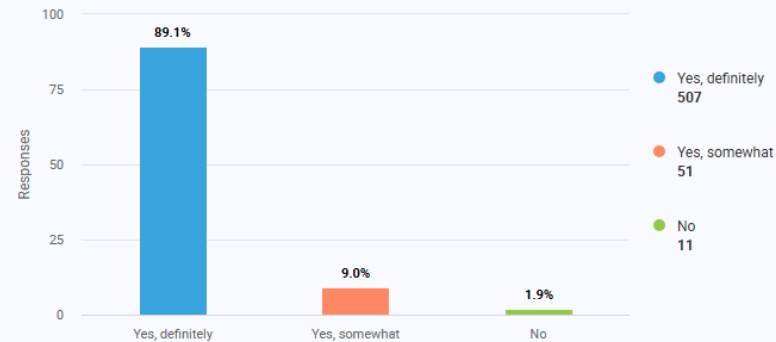 100
89.1%
75
50
25
0
Responses
9.0%
1.9%
Yes, definitely
Yes, somewhat
No
Yes, definitely
507
Yes, somewhat
51
No
11